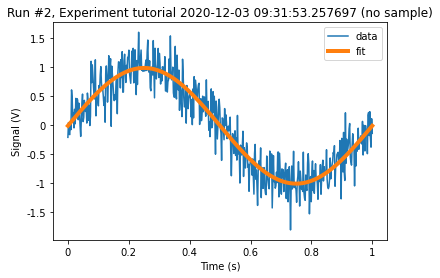 Run #2, Experiment tutorial 2020-12-03 09:31:53.257697 (no sample)
data
fit
Signal (V)
1.5
1
0.5
0
-0.5
-1
-1.5
0
0.2
0.4
0.6
0.8
1
Time (s)